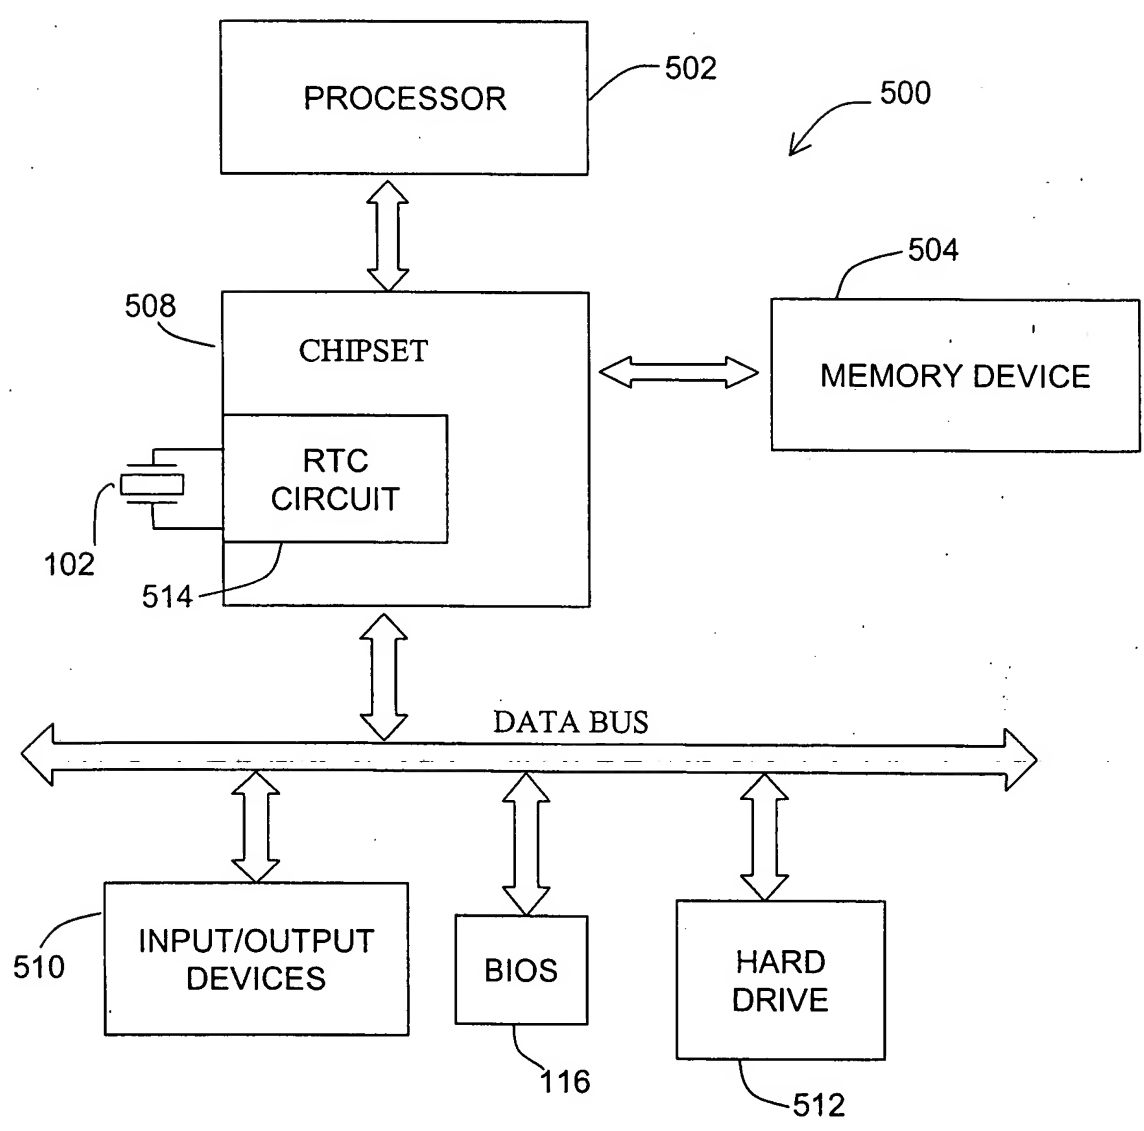 PROCESSOR
502
500
504
508
CHIPSET
MEMORY DEVICE
RTC
CIRCUIT
102
514
DATA BUS
INPUT/OUTPUT
DEVICES
510
BIOS
HARD
DRIVE
116
512